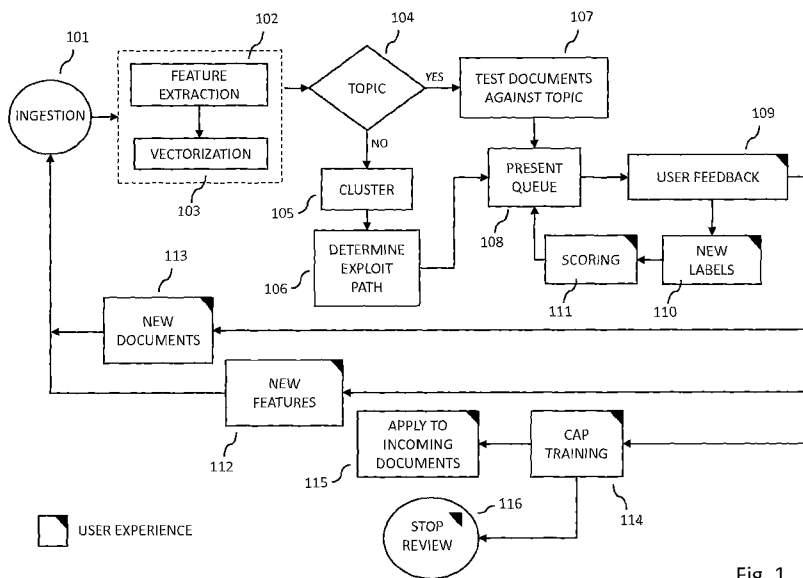 101
102
104
107
FEATURE
EXTRACTION
INGESTION
TOPIC
YES
TEST DOCUMENTS
AGAINST TOPIC
NO
VECTORIZATION
103
109
CLUSTER
105
PRESENT
QUEUE
108
USER FEEDBACK
DETERMINE
EXPLOIT
PATH
106
SCORING
111
NEW
LABELS
110
113
NEW
DOCUMENTS
NEW
FEATURES
112
APPLY TO
INCOMING
DOCUMENTS
115
CAP
TRAINING
114
116
STOP
REVIEW
USER EXPERIENCE
Fig. 1